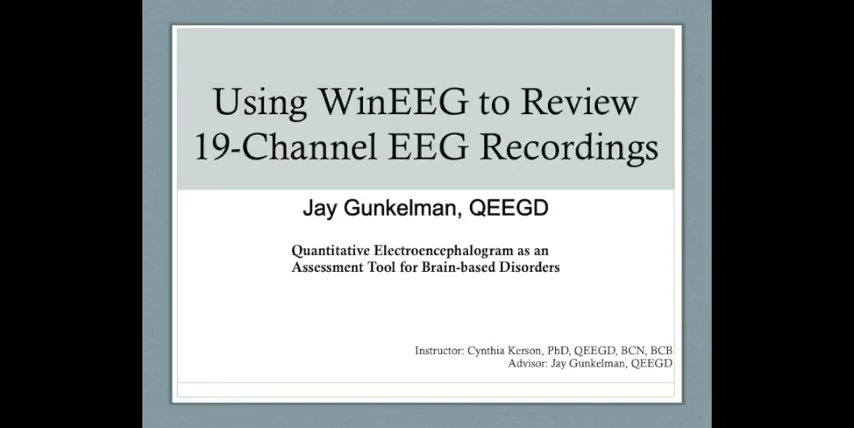 Using WinEEG to Review
19-Channel EEG Recordings
Jay Gunkelman, QEEGD
Quantitative Electroencephalogram as an
Assessment Tool for Brain-based Disorders
Instructor: Cynthia Kerson, PhD, QEEGD, BCN, BCB
Advisor: Jay Gunkelman, QEEGD